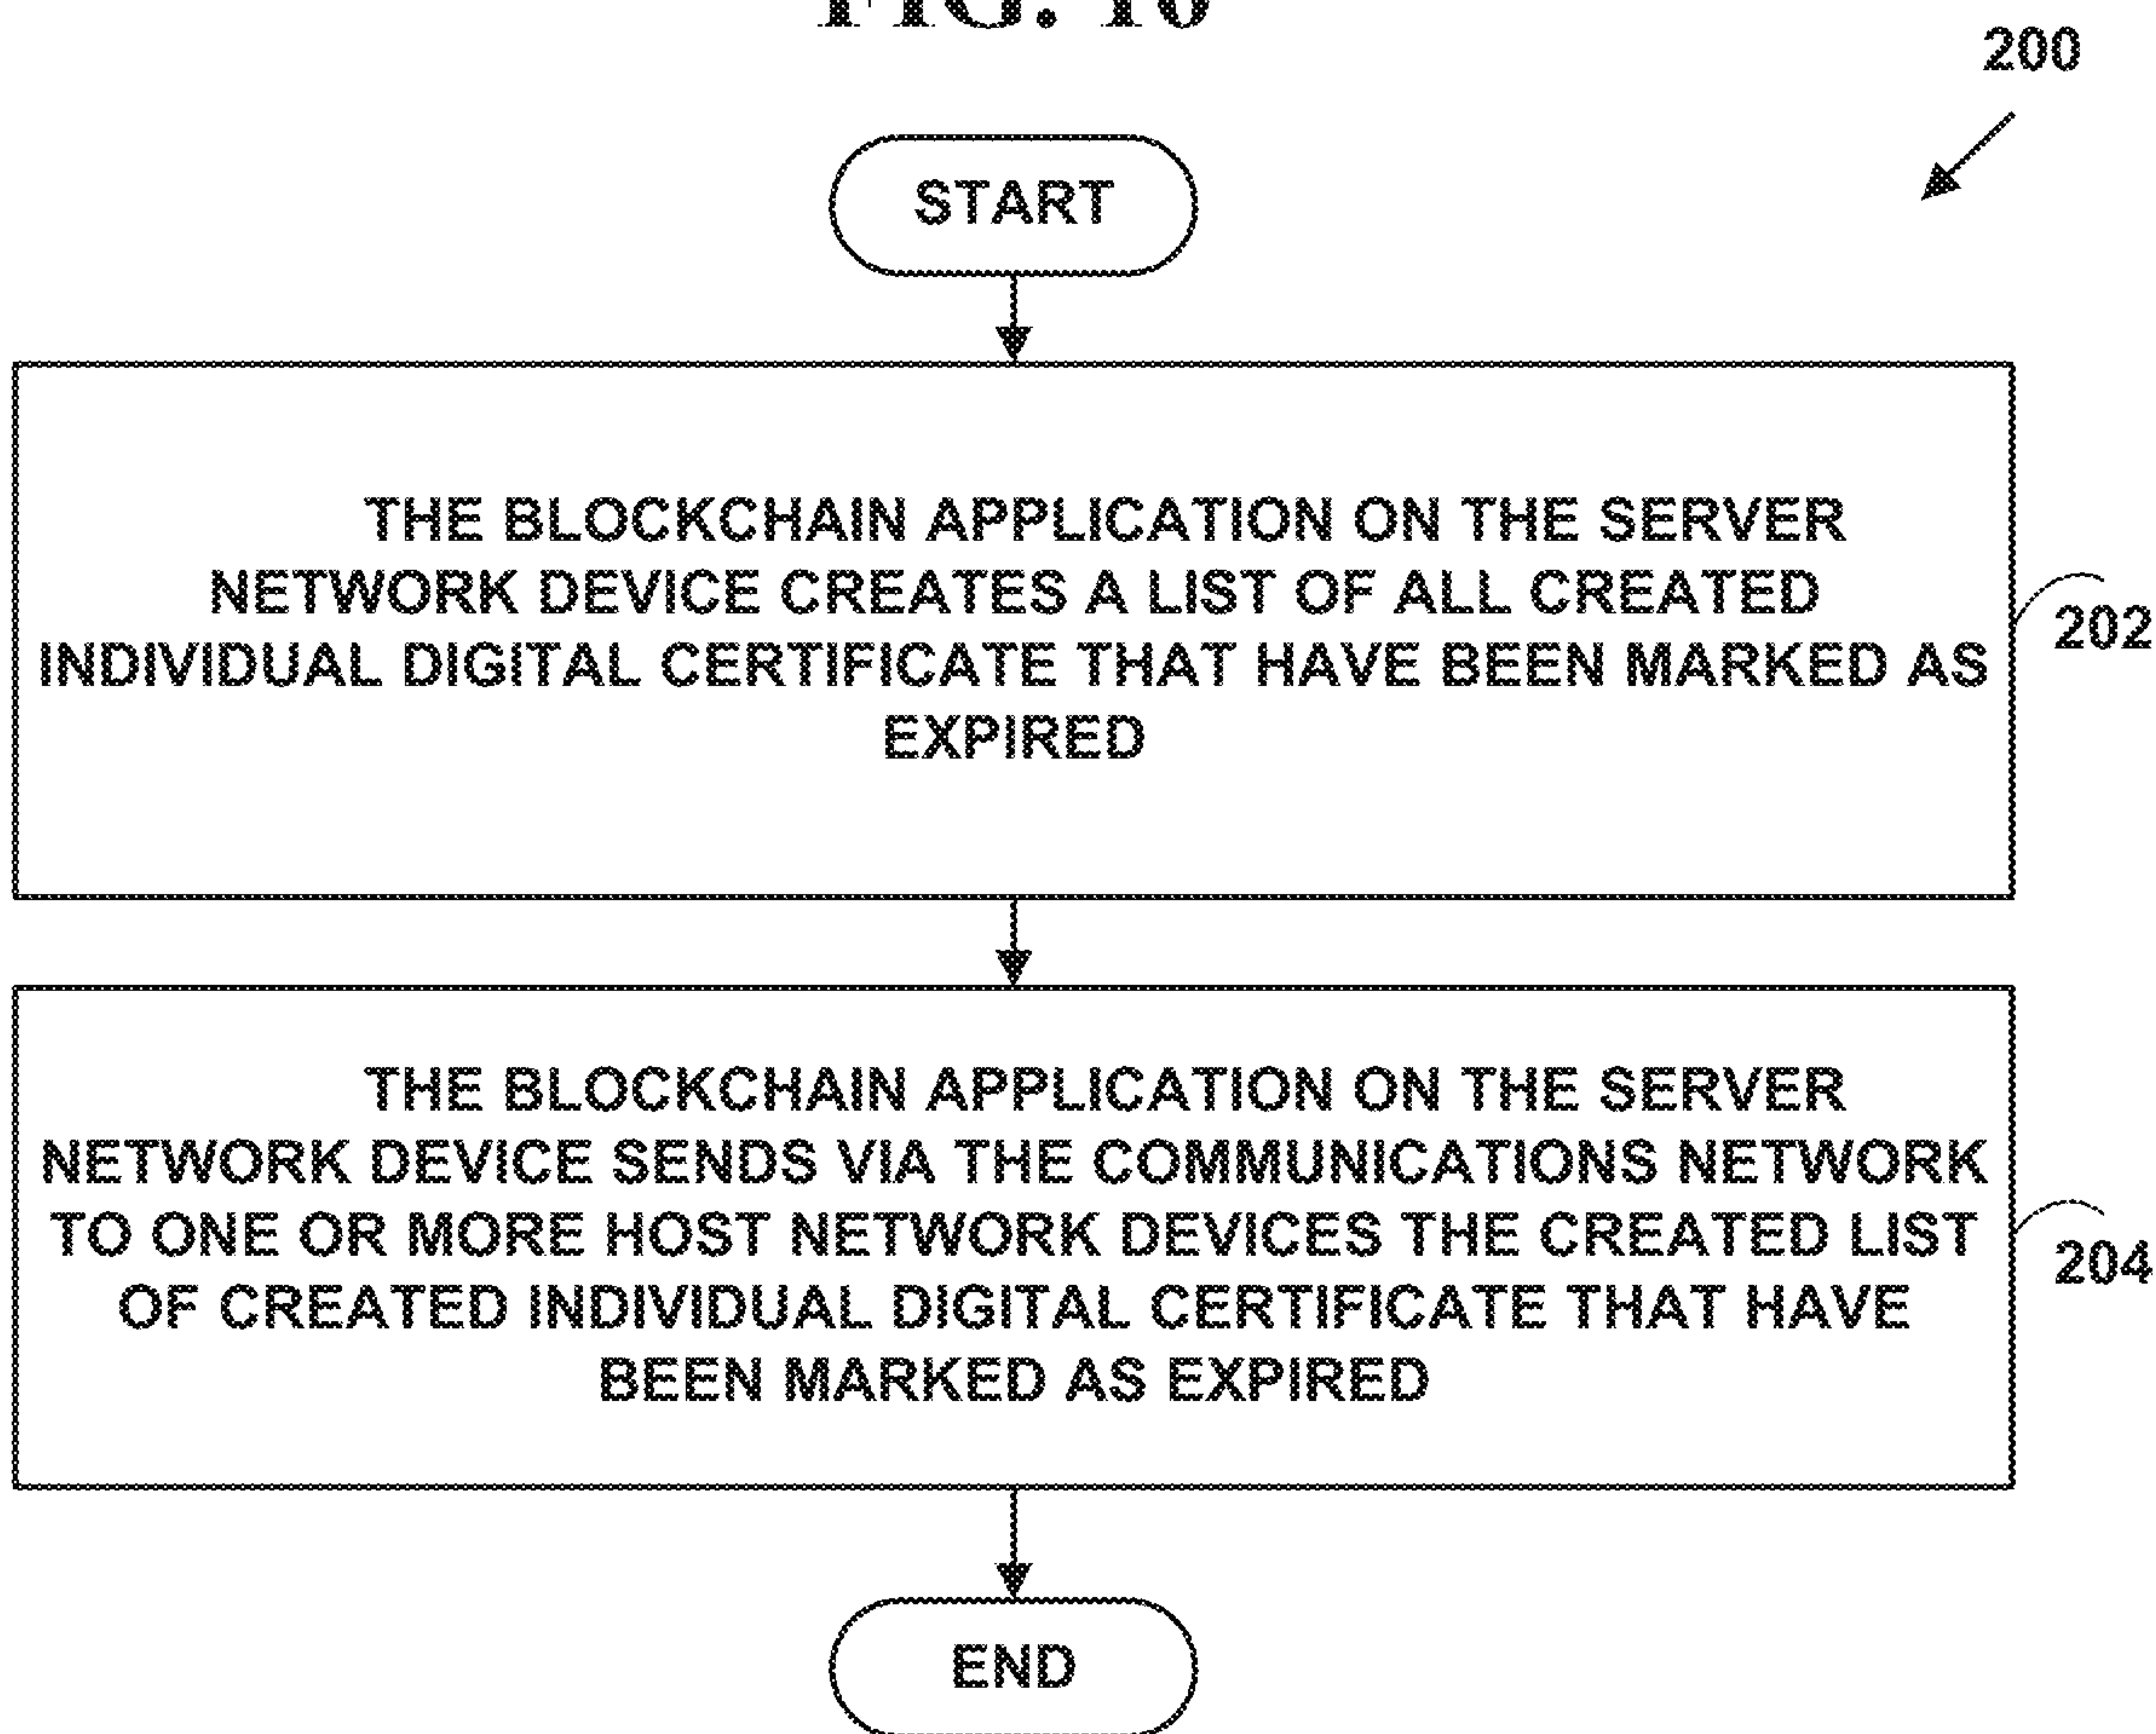 FIG. 10
200
START
THE BLOCKCHAIN APPLICATION ON THE SERVER
NETWORK DEVICE CREATES A LIST OF ALL CREATED
INDIVIDUAL DIGITAL CERTIFICATE THAT HAVE BEEN MARKED AS
EXPIRED
202
THE BLOCKCHAIN APPLICATION ON THE SERVER
NETWORK DEVICE SENDS VIA THE COMMUNICATIONS NETWORK
TO ONE OR MORE HOST NETWORK DEVICES THE CREATED LIST
OF CREATED INDIVIDUAL DIGITAL CERTIFICATE THAT HAVE
BEEN MARKED AS EXPIRED
204
END